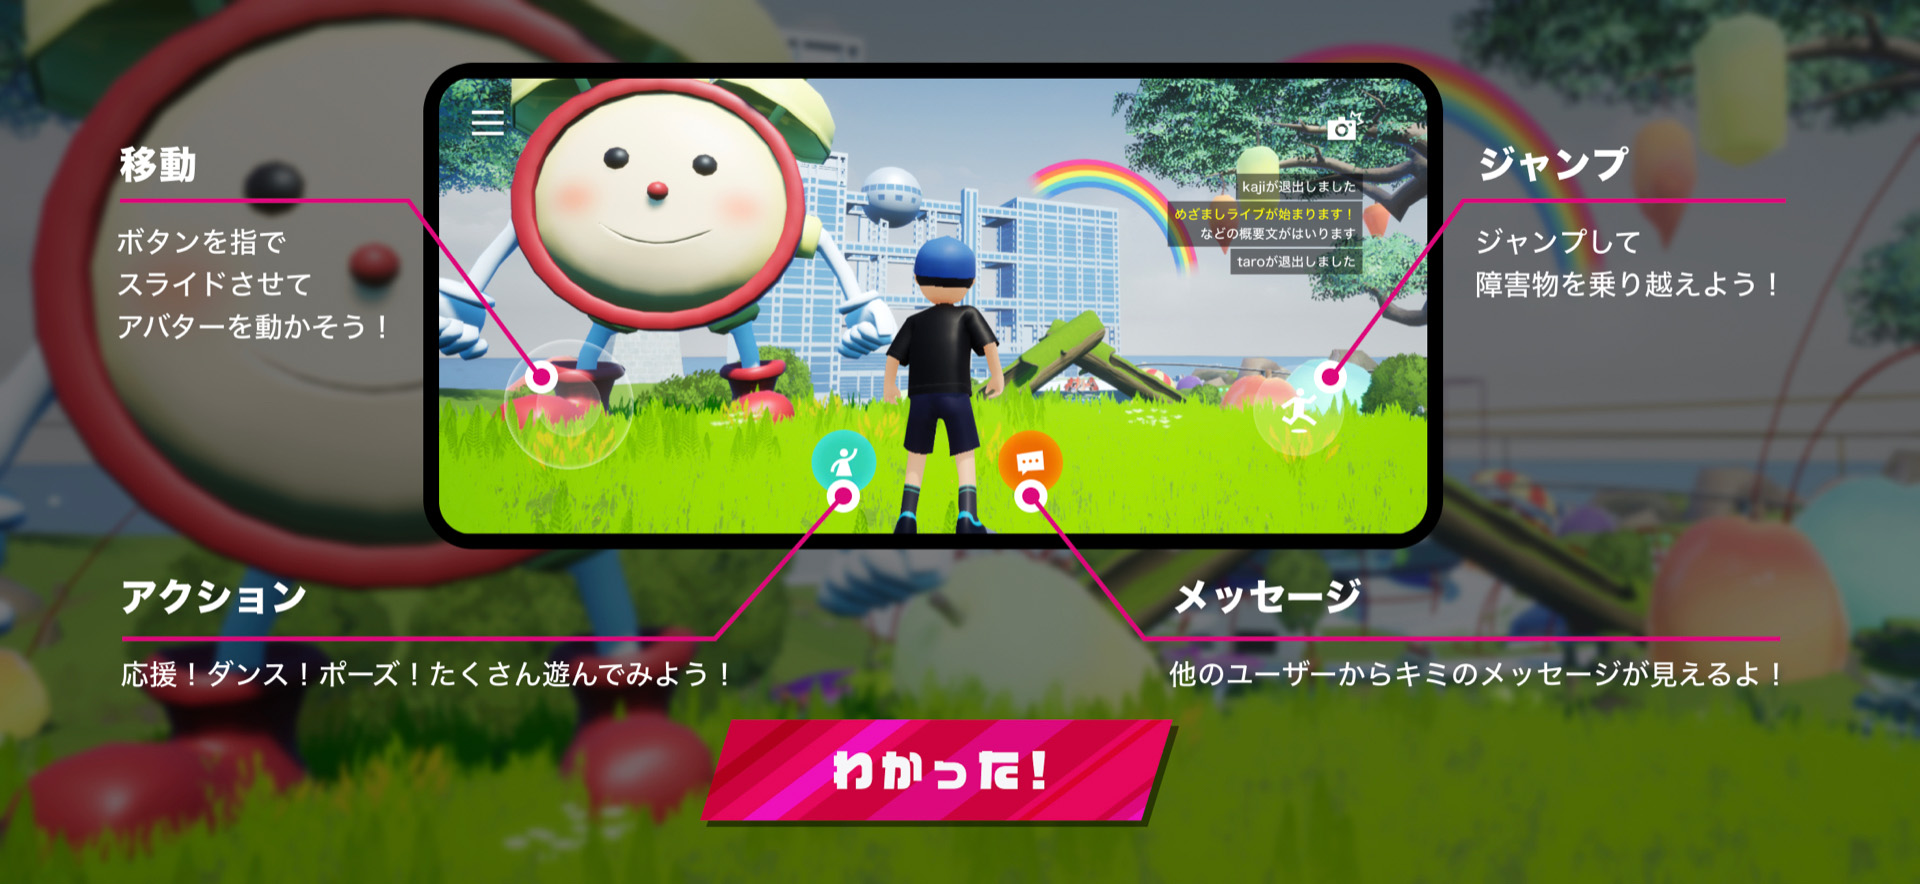 移動
ボタンを指で
スライドさせて
アバターを動かそう！
ジャンプ
ジャンプして
障害物を乗り越えよう！
kajiが退出しました
めざましライブが始まります！
などの概要文がはいります
taroが退出しました
アクション
応援！ダンス！ポーズ！たくさん遊んでみよう！
メッセージ
他のユーザーからキミのメッセージが見えるよ！
わかった！